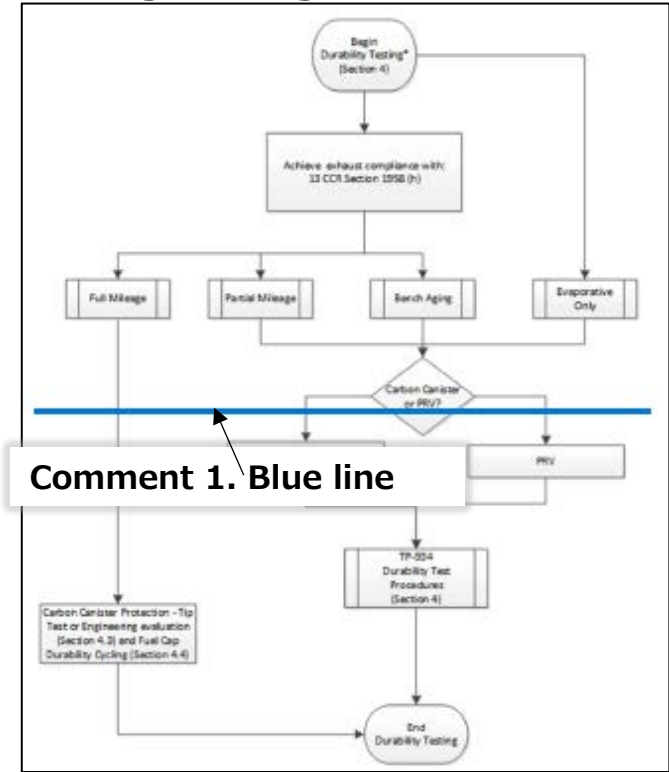 Begin
Durability Testing*
(Section 4)
Achieve exhaust compliance with:
13 CCR Section 1958 (h)
Full Mileage
Partial Mileage
Bench Aging
Evaporative
Only
Carbon Canister
or PRV?
Comment 1. Blue line
PRV
TP-934
Durability Test
Procedures
(Section 4)
Carbon Canister Protection - Tip
Test or Engineering evaluation
(Section 4.3) and Fuel Cap
Durability Cycling (Section 4.4)
End
Durability Testing